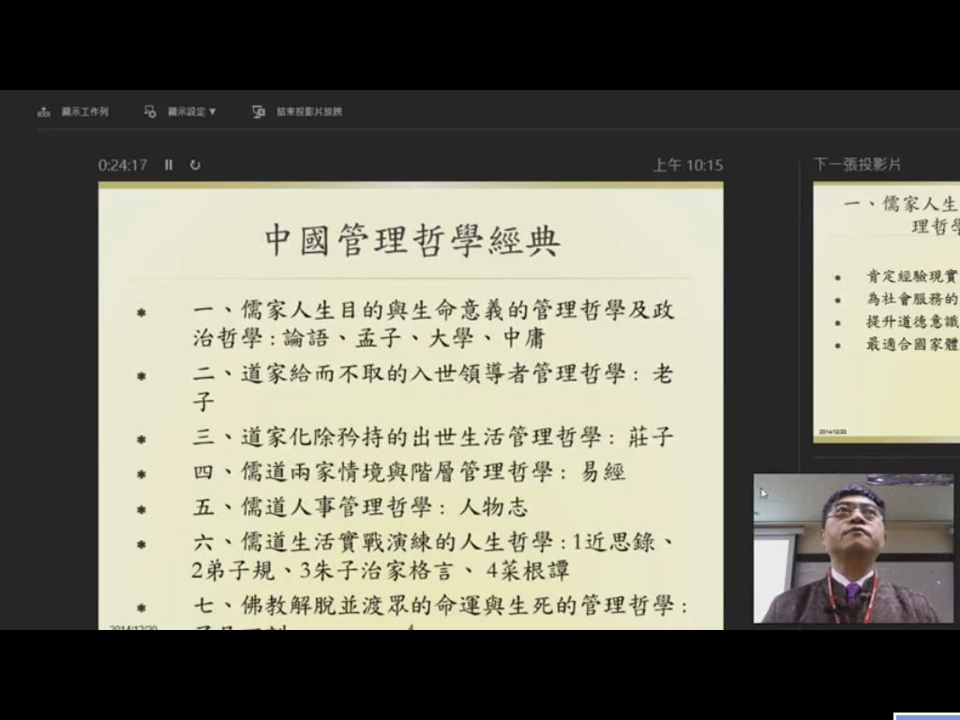 顯示工作列
顯示設定▼
結束投影片放映
0:24:17
上午 10:15
下一張投影片
中國管理哲學經典
* 一、儒家人生目的與生命意義的管理哲學及政
治哲學:論語、孟子、大學、中庸
* 二、道家給而不取的入世領導者管理哲學: 老
子
* 三、道家化除矜持的出世生活管理哲學: 莊子
* 四、儒道兩家情境與階層管理哲學: 易經
* 五、儒道人事管理哲學: 人物志
* 六、儒道生活實戰演練的人生哲學:1近思錄、
2弟子規、3朱子治家格言、 4菜根譚
* 七、佛教解脫並渡眾的命運與生死的管理哲學:
2014/12/20
一、儒家人生
理哲學
* 肯定經驗現實
* 為社會服務的
* 提升道德意識
* 最適合國家體
2014/12/20